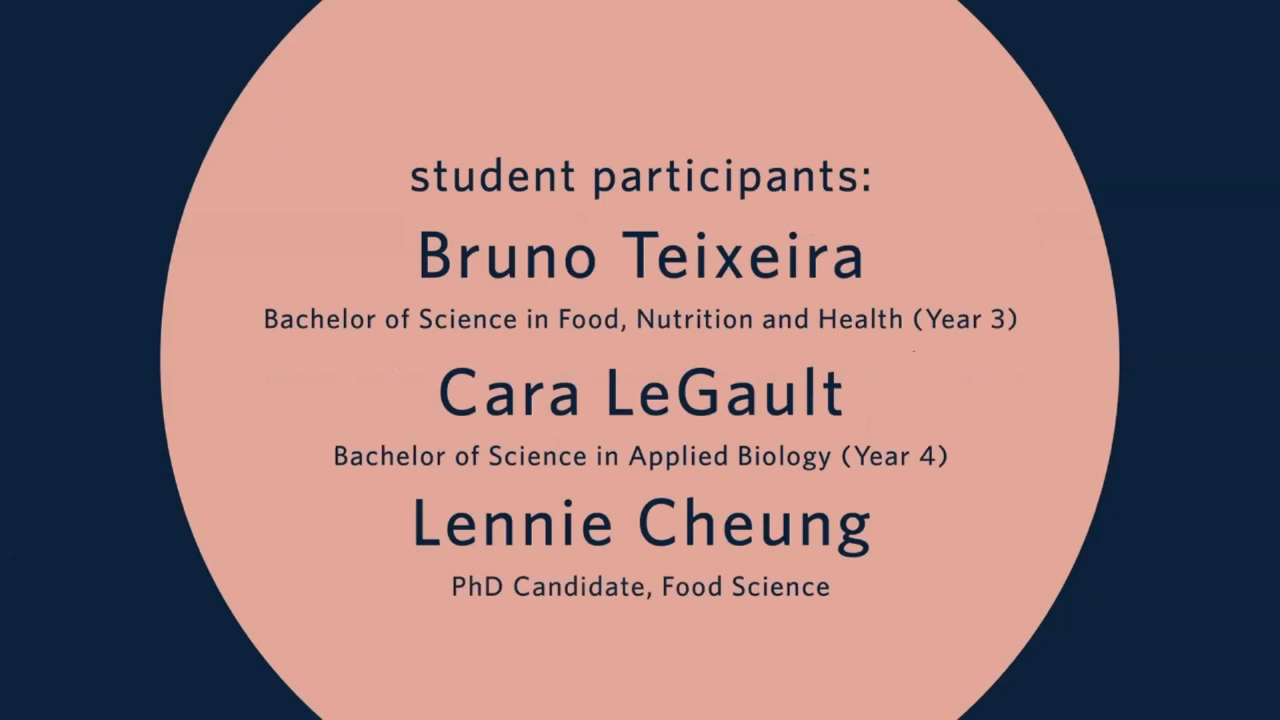 student participants:
Bruno Teixeira
Bachelor of Science in Food, Nutrition and Health (Year 3)
Cara LeGault
Bachelor of Science in Applied Biology (Year 4)
Lennie Cheung
PhD Candidate, Food Science